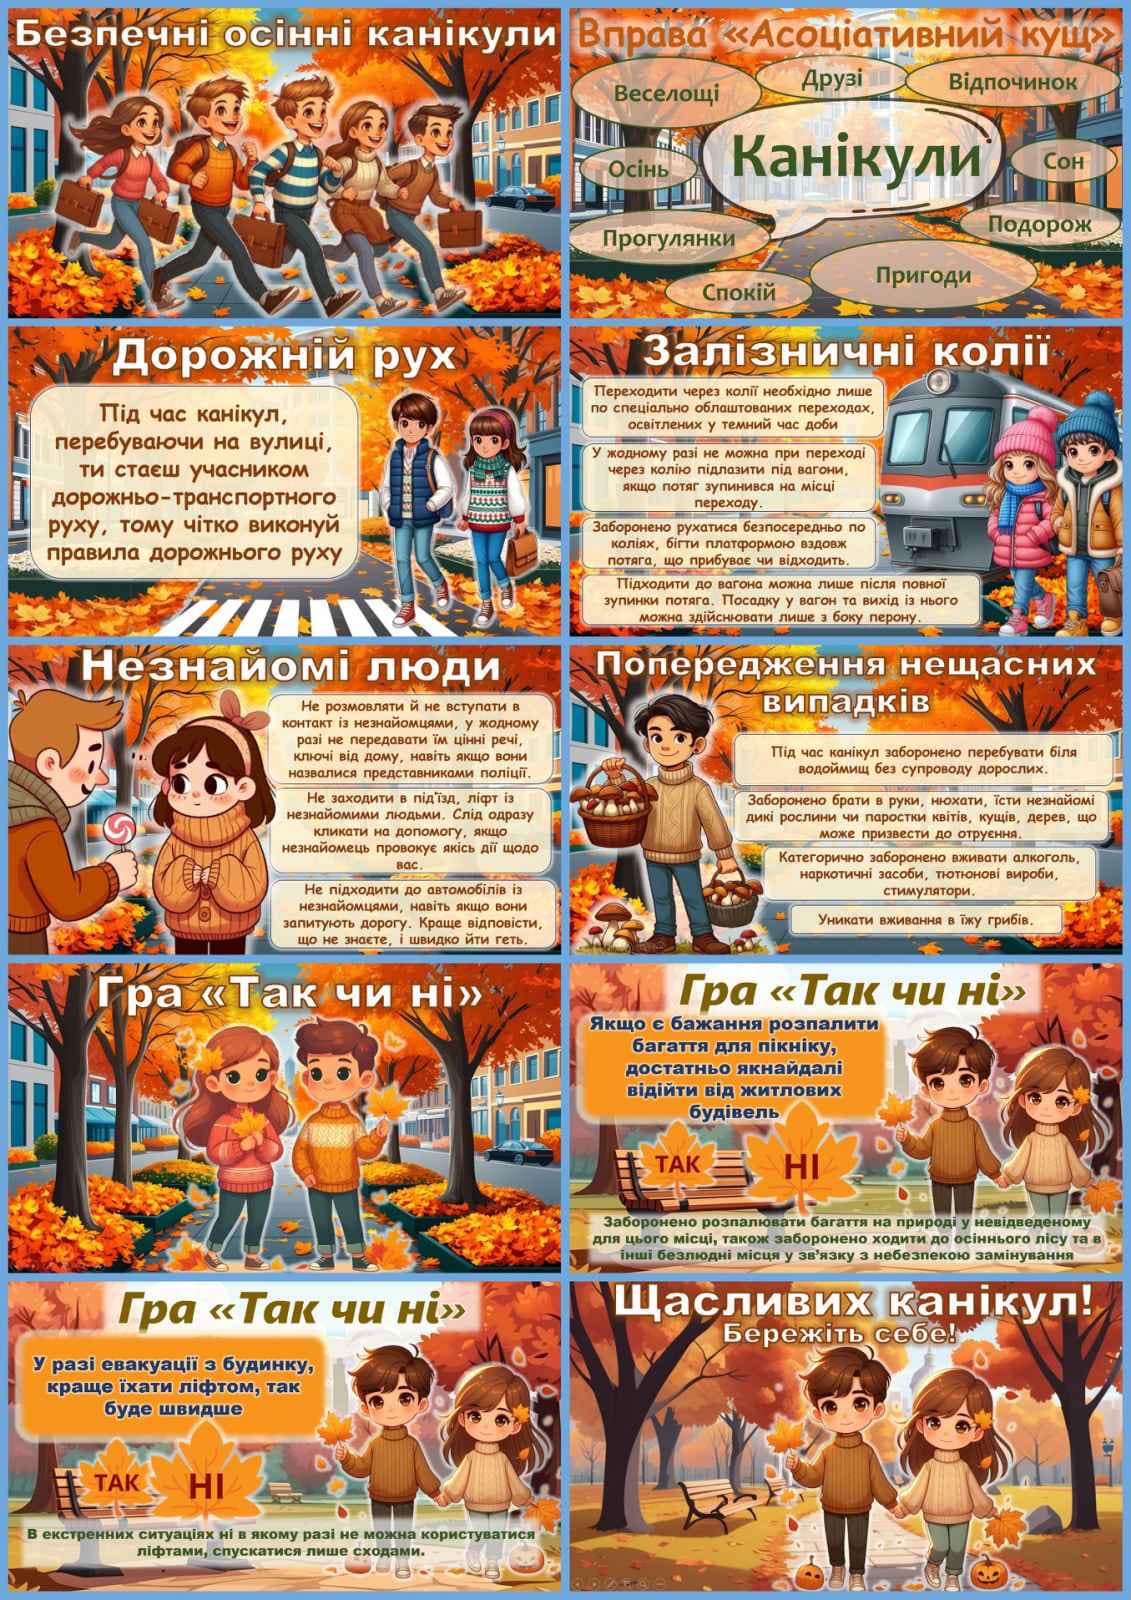 Безпечні осінні канікули
Вправа «Асоціативний кущ»
Веселощі
Друзі
Відпочинок
Осінь
Канікули
Сон
Прогулянки
Подорож
Спокій
Пригоди
Дорожній рух
Під час канікул,
перебуваючи на вулиці,
ти стаєш учасником
дорожньо-транспортного
руху, тому чітко виконуй
правила дорожнього руху
Залізничні колії
Переходити через колії необхідно лише
по спеціально облаштованих переходах,
освітлених у темний час доби
У жодному разі не можна при переході
через колію підлазити під вагони,
якщо потяг зупинився на місці
переходу.
Заборонено рухатися безпосередньо по
коліях, бігти платформою вздовж
потяга, що прибуває чи відходить.
Підходити до вагона можна лише після повної
зупинки потяга. Посадку у вагон та вихід із нього
можна здійснювати лише з боку перону.
Незнайомі люди
Не розмовляти й не вступати в
контакт із незнайомцями, у жодному
разі не передавати їм цінні речі,
ключі від дому, навіть якщо вони
назвалися представниками поліції.
Не заходити в під'їзд, ліфт із
незнайомими людьми. Слід одразу
кликати на допомогу, якщо
незнайомець провокує якісь дії щодо
вас.
Не підходити до автомобілів із
незнайомцями, навіть якщо вони
запитують дорогу. Краще відповісти,
що не знаєте, і швидко йти геть.
Попередження нещасних
випадків
Під час канікул заборонено перебувати біля
водоймищ без супроводу дорослих.
Заборонено брати в руки, нюхати, їсти незнайомі
дикі рослини чи паростки квітів, кущів, дерев, що
може призвести до отруєння.
Категорично заборонено вживати алкоголь,
наркотичні засоби, тютюнові вироби,
стимулятори.
Уникати вживання в їжу грибів.
Гра «Так чи ні»
Гра «Так чи ні»
Якщо є бажання розпалити
багаття для пікніку,
достатньо якнайдалі
відійти від житлових
будівель
ТАК
НІ
Заборонено розпалювати багаття на природі у невідведеному
для цього місці, також заборонено ходити до осіннього лісу та в
інші безлюдні місця у зв'язку з небезпекою замінування
Гра «Так чи ні»
У разі евакуації з будинку,
краще їхати ліфтом, так
буде швидше
ТАК
НІ
В екстренних ситуаціях ні в якому разі не можна користуватися
ліфтами, спускатися лише сходами.
Щасливих канікул!
Бережіть себе!